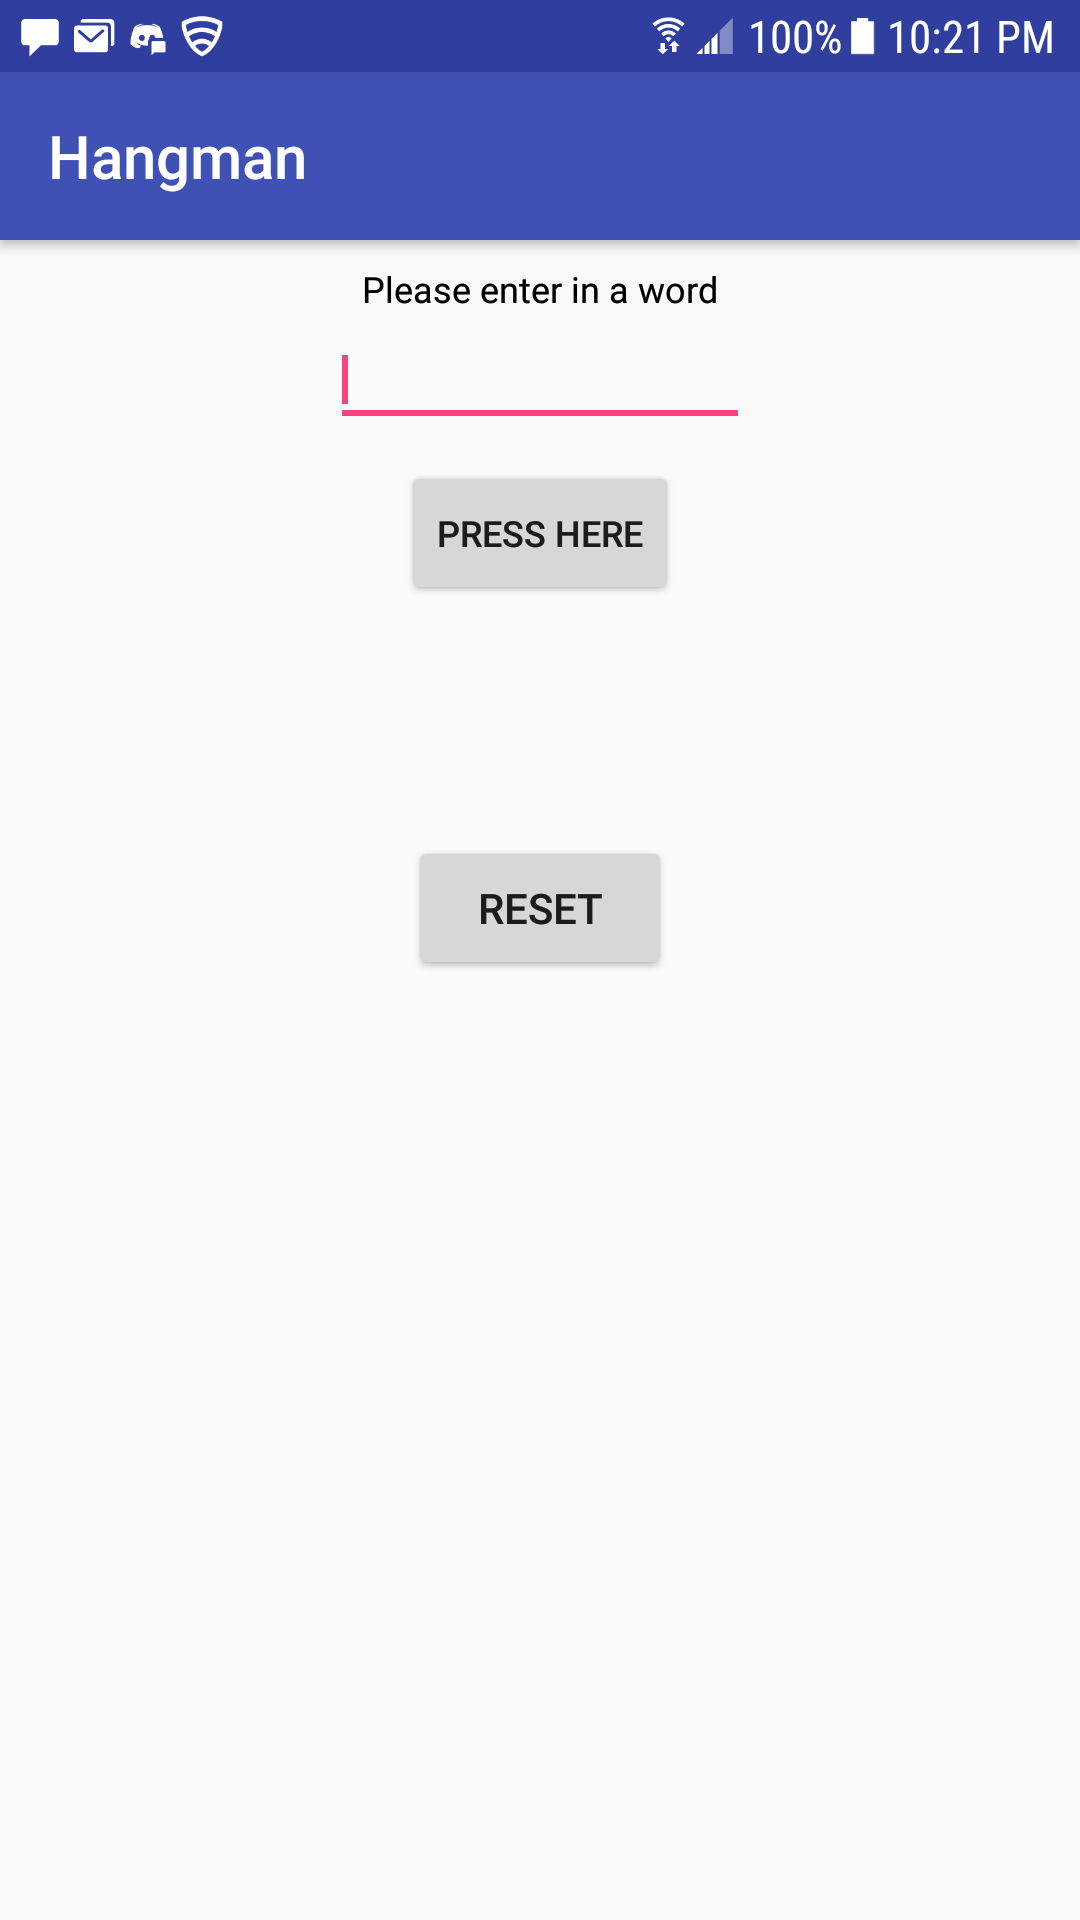 100% 10:21 PM
Hangman
Please enter in a word
PRESS HERE
RESET